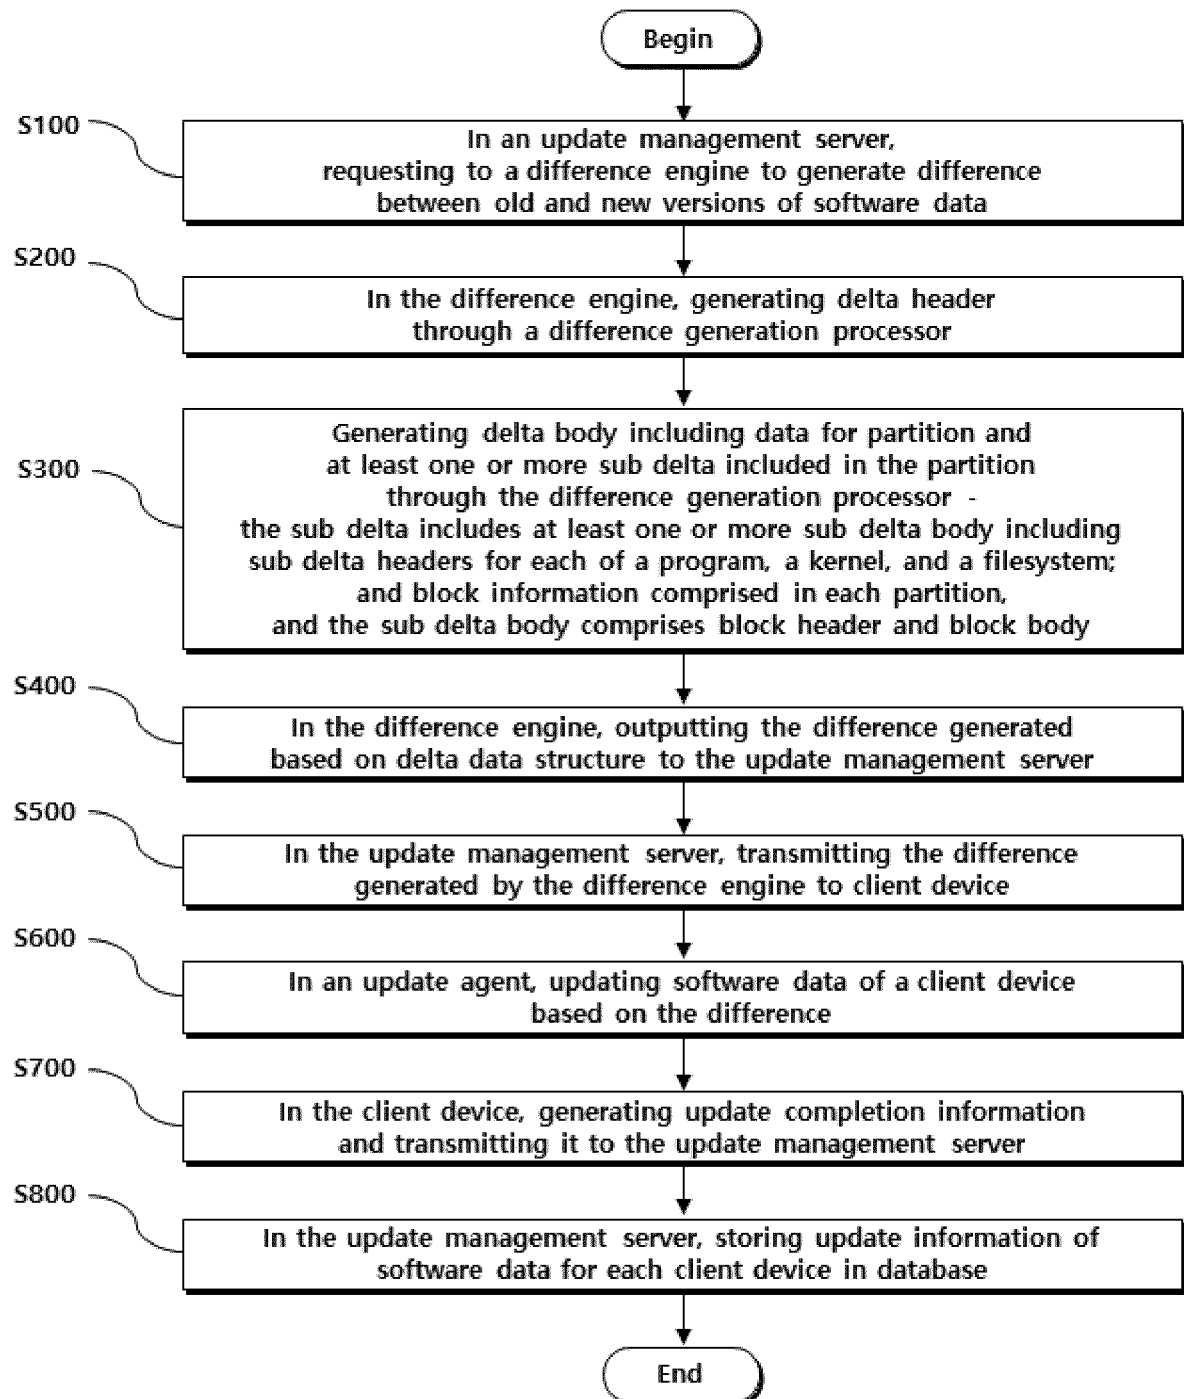 Begin
S100
In an update management server,
requesting to a difference engine to generate difference
between old and new versions of software data
S200
In the difference engine, generating delta header
through a difference generation processor
S300
Generating delta body including data for partition and
at least one or more sub delta included in the partition
through the difference generation processor -
the sub delta includes at least one or more sub delta body including
sub delta headers for each of a program, a kernel, and a filesystem;
and block information comprised in each partition,
and the sub delta body comprises block header and block body
S400
In the difference engine, outputting the difference generated
based on delta data structure to the update management server
S500
In the update management server, transmitting the difference
generated by the difference engine to client device
S600
In an update agent, updating software data of a client device
based on the difference
S700
In the client device, generating update completion information
and transmitting it to the update management server
S800
In the update management server, storing update information of
software data for each client device in database
End